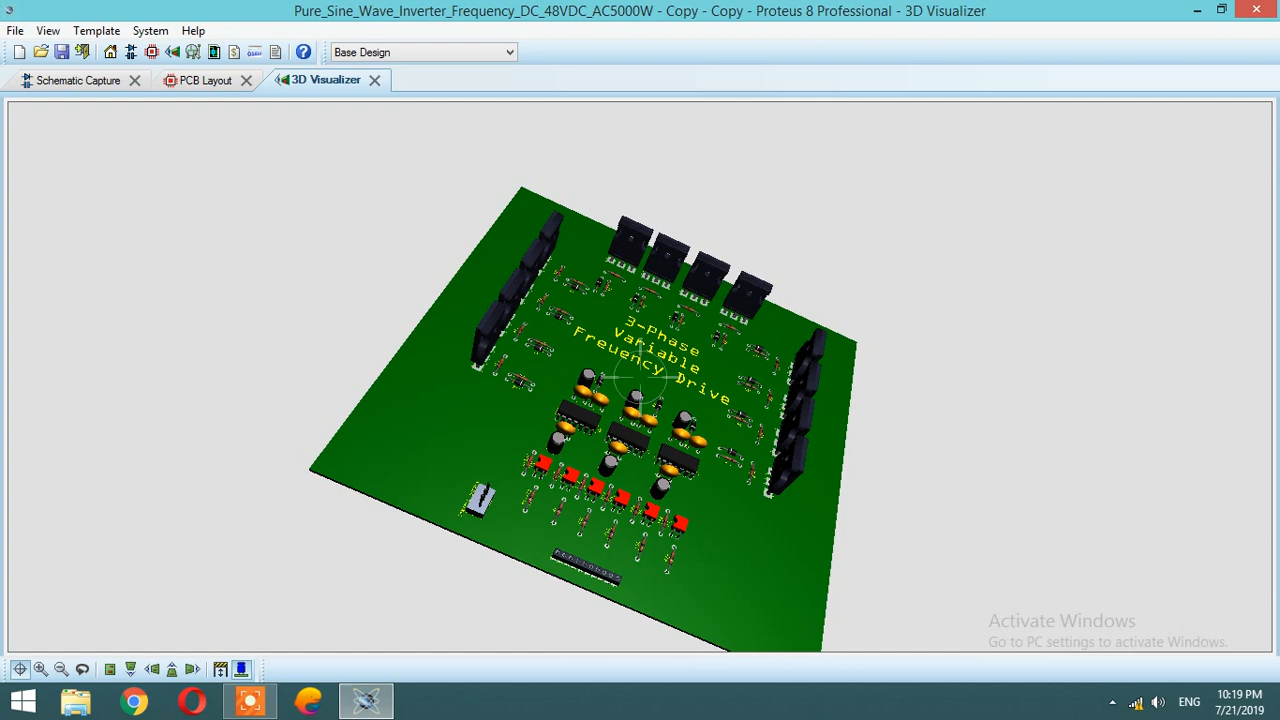 Pure_Sine_Wave_Inverter_Frequency_DC_48VDC_AC5000W - Copy - Copy - Proteus 8 Professional - 3D Visualizer
File View Template System Help
Base Design
Schematic Capture PCB Layout 3D Visualizer
3-Phase
Variable
Freuency Drive
Activate Windows
Go to PC settings to activate Windows.
ENG
10:19 PM
7/21/2019